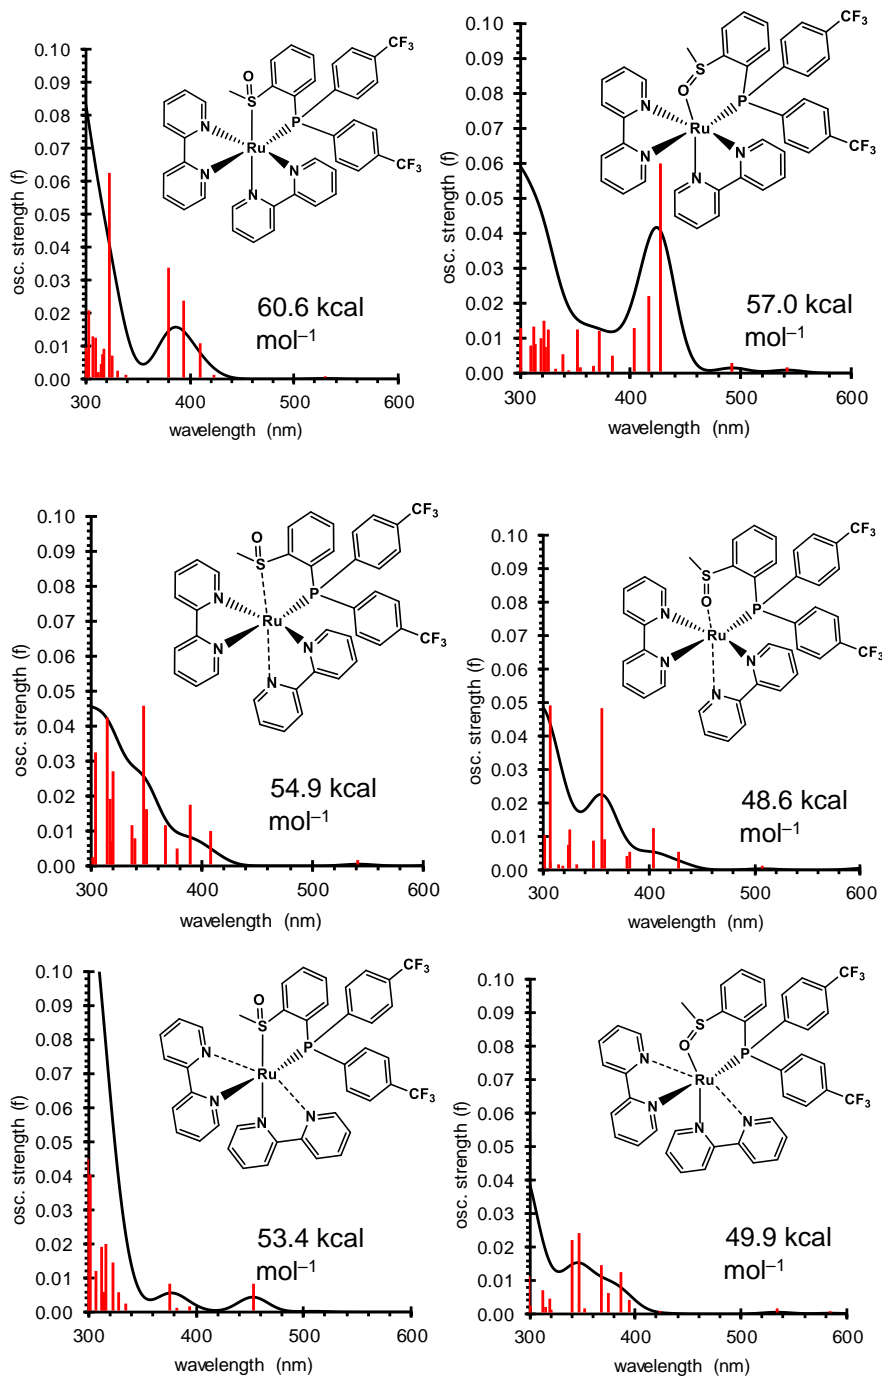 0.10
0.09
0.08
0.07
0.06
0.05
0.04
0.03
0.02
0.01
0.00
osc. strength (f)
300 400 500 600
wavelength (nm)
O
S
CF3
P
N
N
Ru
N
N
CF3
60.6 kcal
mol−1
0.10
0.09
0.08
0.07
0.06
0.05
0.04
0.03
0.02
0.01
0.00
osc. strength (f)
300 400 500 600
wavelength (nm)
S
O
CF3
P
N
N
Ru
N
N
CF3
57.0 kcal
mol−1
0.10
0.09
0.08
0.07
0.06
0.05
0.04
0.03
0.02
0.01
0.00
osc. strength (f)
300 400 500 600
wavelength (nm)
O
S
CF3
P
N
N
Ru
N
N
CF3
54.9 kcal
mol−1
0.10
0.09
0.08
0.07
0.06
0.05
0.04
0.03
0.02
0.01
0.00
osc. strength (f)
300 400 500 600
wavelength (nm)
S
O
CF3
P
N
N
Ru
N
N
CF3
48.6 kcal
mol−1
0.10
0.09
0.08
0.07
0.06
0.05
0.04
0.03
0.02
0.01
0.00
osc. strength (f)
300 400 500 600
wavelength (nm)
O
S
CF3
P
N
N
Ru
N
N
CF3
53.4 kcal
mol−1
0.10
0.09
0.08
0.07
0.06
0.05
0.04
0.03
0.02
0.01
0.00
osc. strength (f)
300 400 500 600
wavelength (nm)
S
O
CF3
P
N
N
Ru
N
N
CF3
49.9 kcal
mol−1